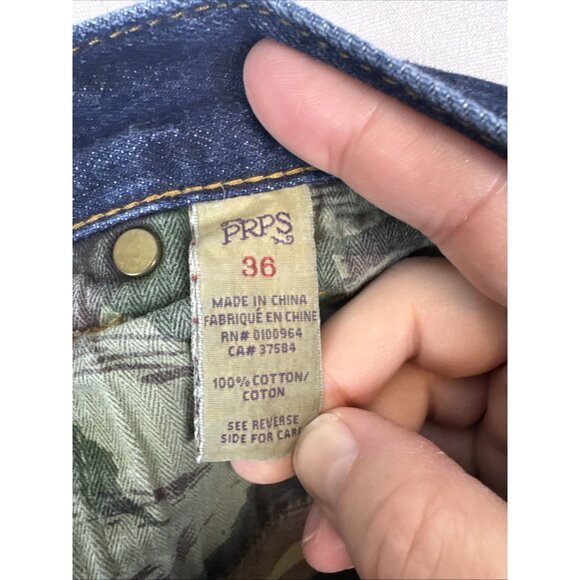 PRPS
36
MADE IN CHINA
FABRIQUÉ EN CHINE
RN# 0100964
CA# 37584
100% COTTON/
COTON
SEE REVERSE
SIDE FOR CARE